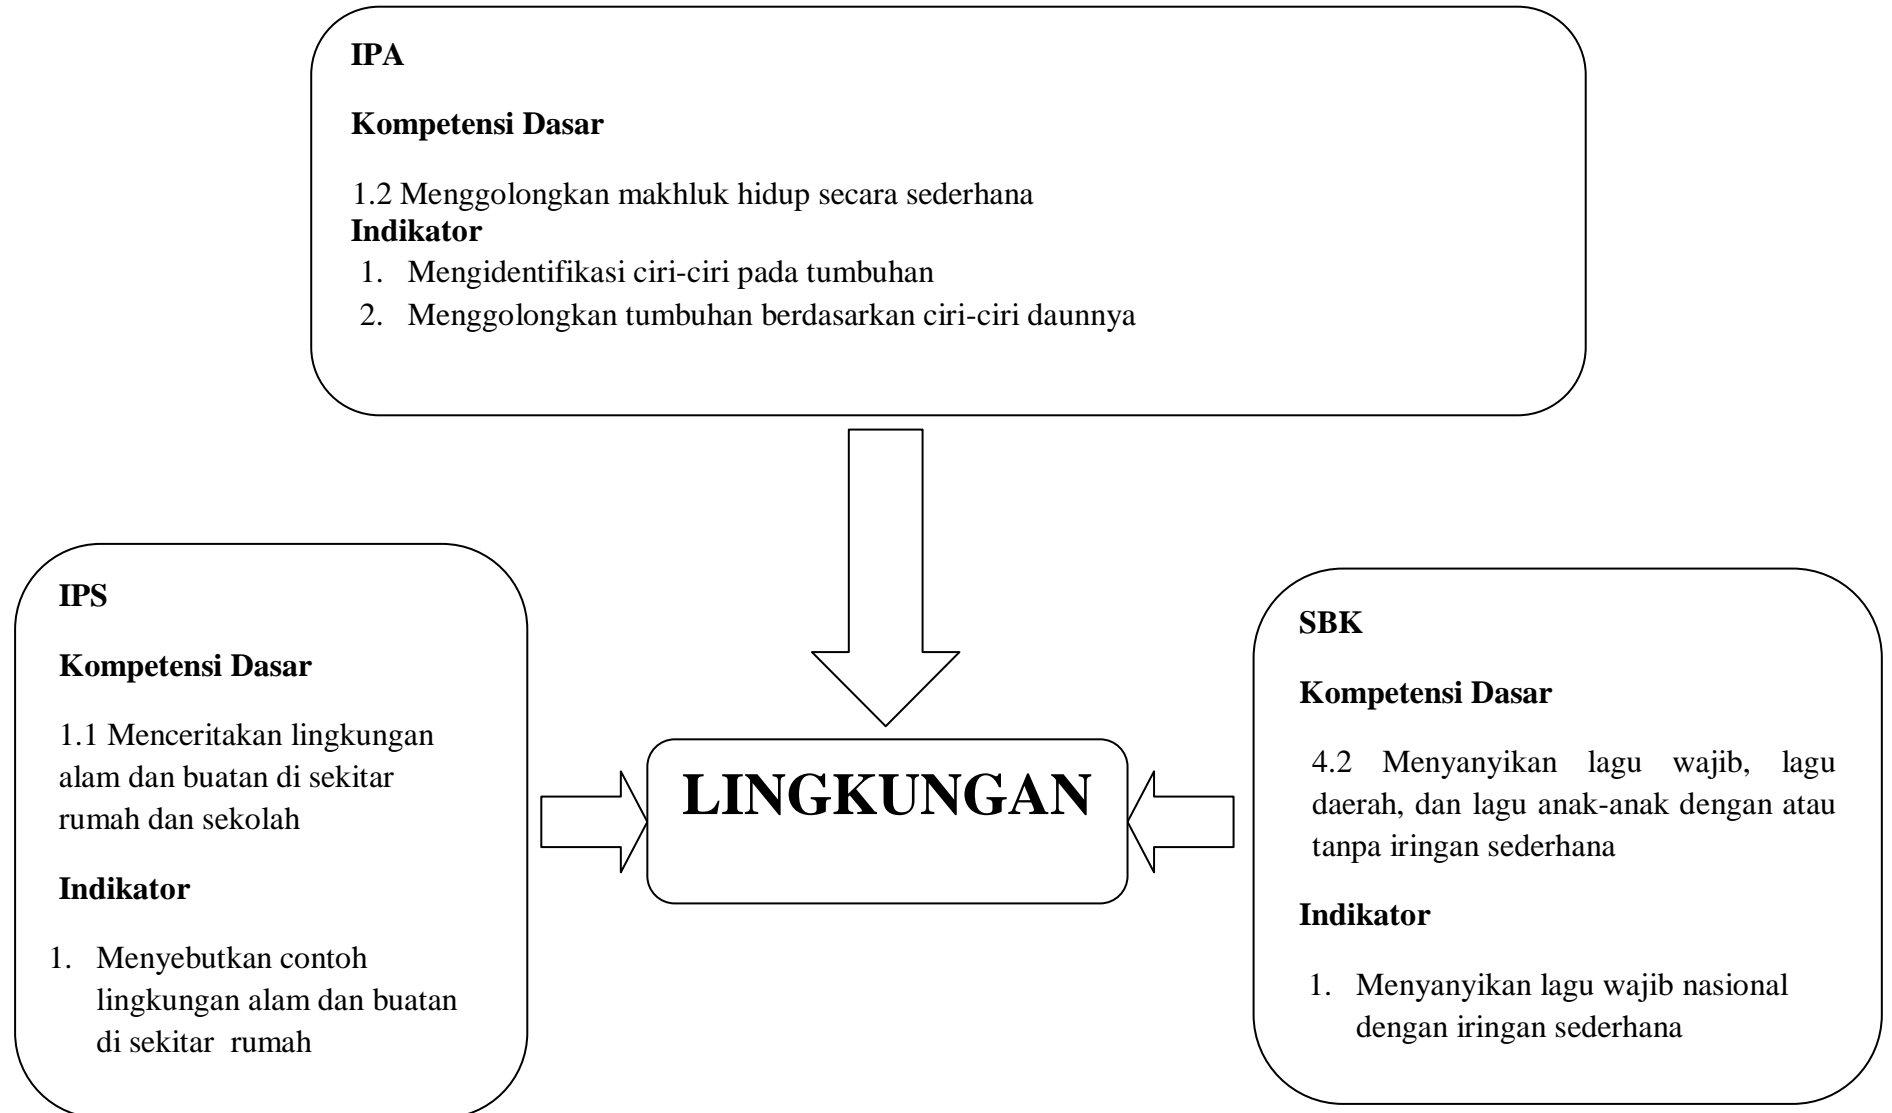 IPA
Kompetensi Dasar
1.2 Menggolongkan makhluk hidup secara sederhana
Indikator
1. Mengidentifikasi ciri-ciri pada tumbuhan
2. Menggolongkan tumbuhan berdasarkan ciri-ciri daunnya
IPS
Kompetensi Dasar
1.1 Menceritakan lingkungan
alam dan buatan di sekitar
rumah dan sekolah
Indikator
1. Menyebutkan contoh
lingkungan alam dan buatan
di sekitar rumah
LINGKUNGAN
SBK
Kompetensi Dasar
4.2 Menyanyikan lagu wajib, lagu
daerah, dan lagu anak-anak dengan atau
tanpa iringan sederhana
Indikator
1. Menyanyikan lagu wajib nasional
dengan iringan sederhana